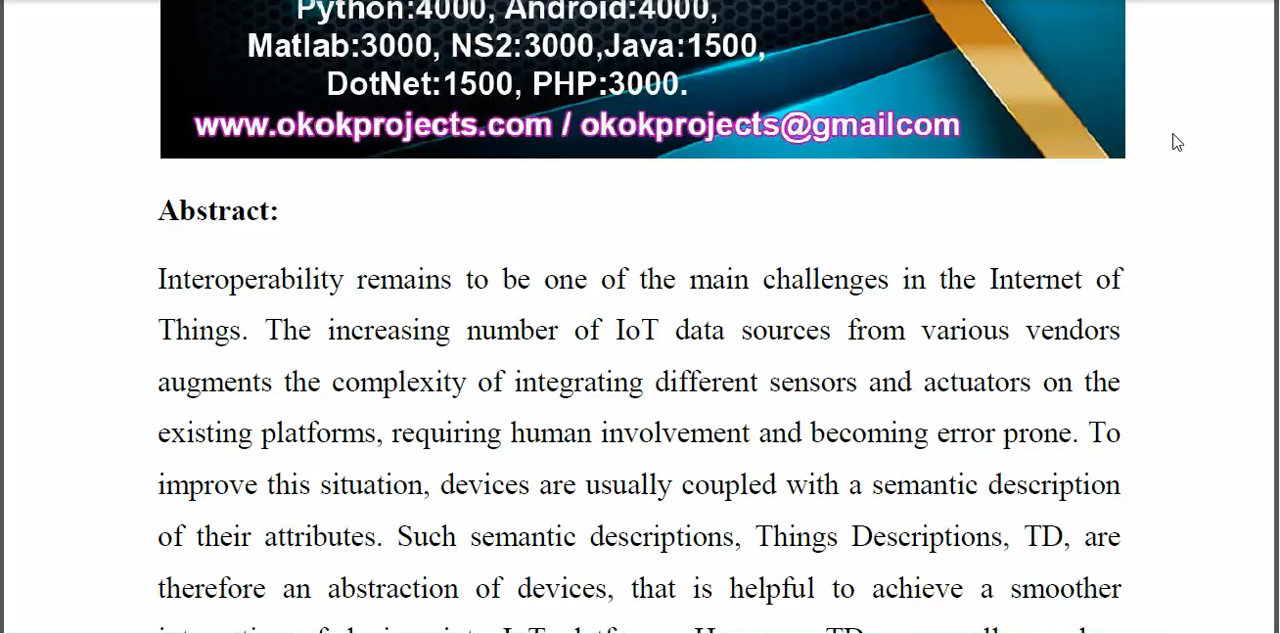 Python:4000, Android:4000,
Matlab:3000, NS2:3000,Java:1500,
DotNet:1500, PHP:3000.
www.okokprojects.com / okokprojects@gmailcom
Abstract:
Interoperability remains to be one of the main challenges in the Internet of
Things. The increasing number of IoT data sources from various vendors
augments the complexity of integrating different sensors and actuators on the
existing platforms, requiring human involvement and becoming error prone. To
improve this situation, devices are usually coupled with a semantic description
of their attributes. Such semantic descriptions, Things Descriptions, TD, are
therefore an abstraction of devices, that is helpful to achieve a smoother